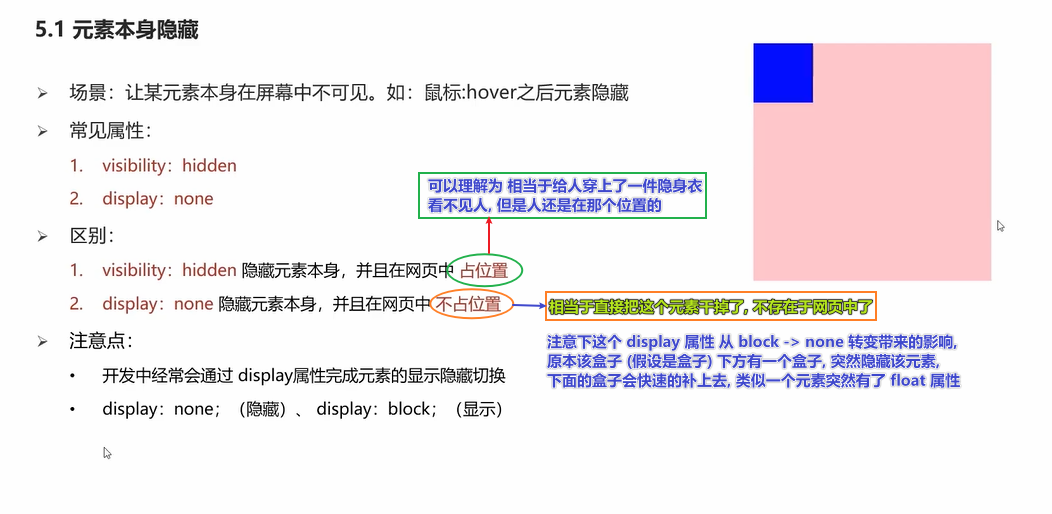 5.1 元素本身隐藏
场景：让某元素本身在屏幕中不可见。如：鼠标:hover之后元素隐藏
常见属性：
1. visibility：hidden
2. display：none
可以理解为 相当于给人穿上了一件隐身衣
看不见人, 但是人还是在那个位置的
区别：
1. visibility：hidden 隐藏元素本身，并且在网页中 占位置
2. display：none 隐藏元素本身，并且在网页中 不占位置
相当于直接把这个元素干掉了, 不存在于网页中了
注意下这个 display 属性 从 block -> none 转变带来的影响,
原本该盒子 (假设是盒子) 下方有一个盒子, 突然隐藏该元素,
下面的盒子会快速的补上去, 类似一个元素突然有了 float 属性
注意点：
• 开发中经常会通过 display属性完成元素的显示隐藏切换
• display：none；（隐藏）、 display：block；（显示）